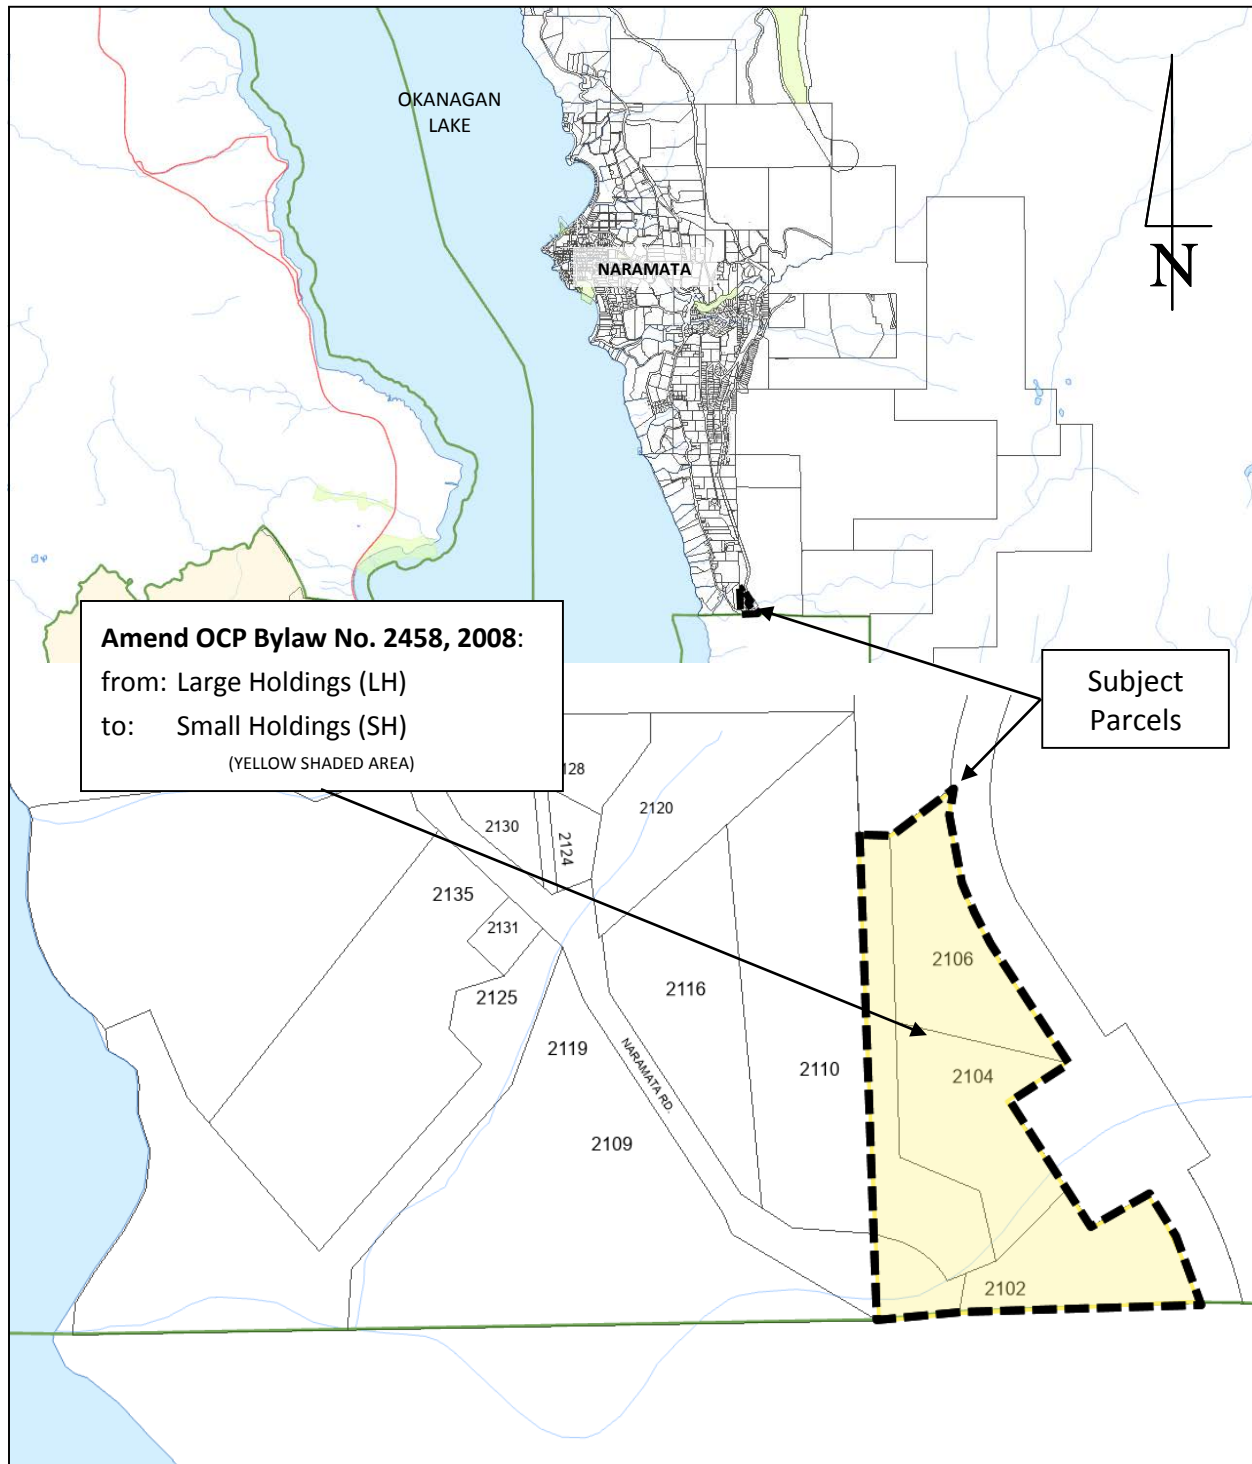 OKANAGAN
LAKE
NARAMATA
N
Amend OCP Bylaw No. 2458, 2008:
from: Large Holdings (LH)
to: Small Holdings (SH)
(YELLOW SHADED AREA)
Subject
Parcels
128
2120
2130
2124
2135
2131
2106
2116
2125
2119
NARAMATA RD.
2110
2104
2109
2102